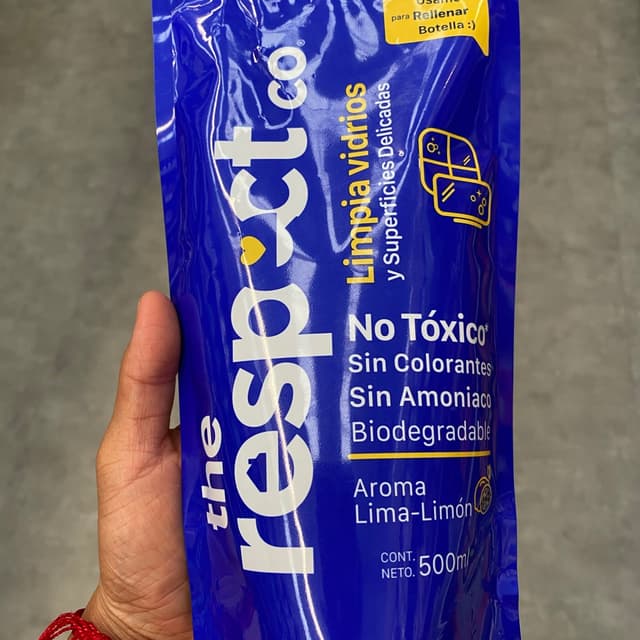 Úsame
para Rellenar
Botella :)
the
respect
co.
Limpia vidrios
y Superficies Delicadas
No Tóxico*
Sin Colorantes
Sin Amoniaco
Biodegradable
Aroma
Lima-Limón
CONT.
NETO. 500ml